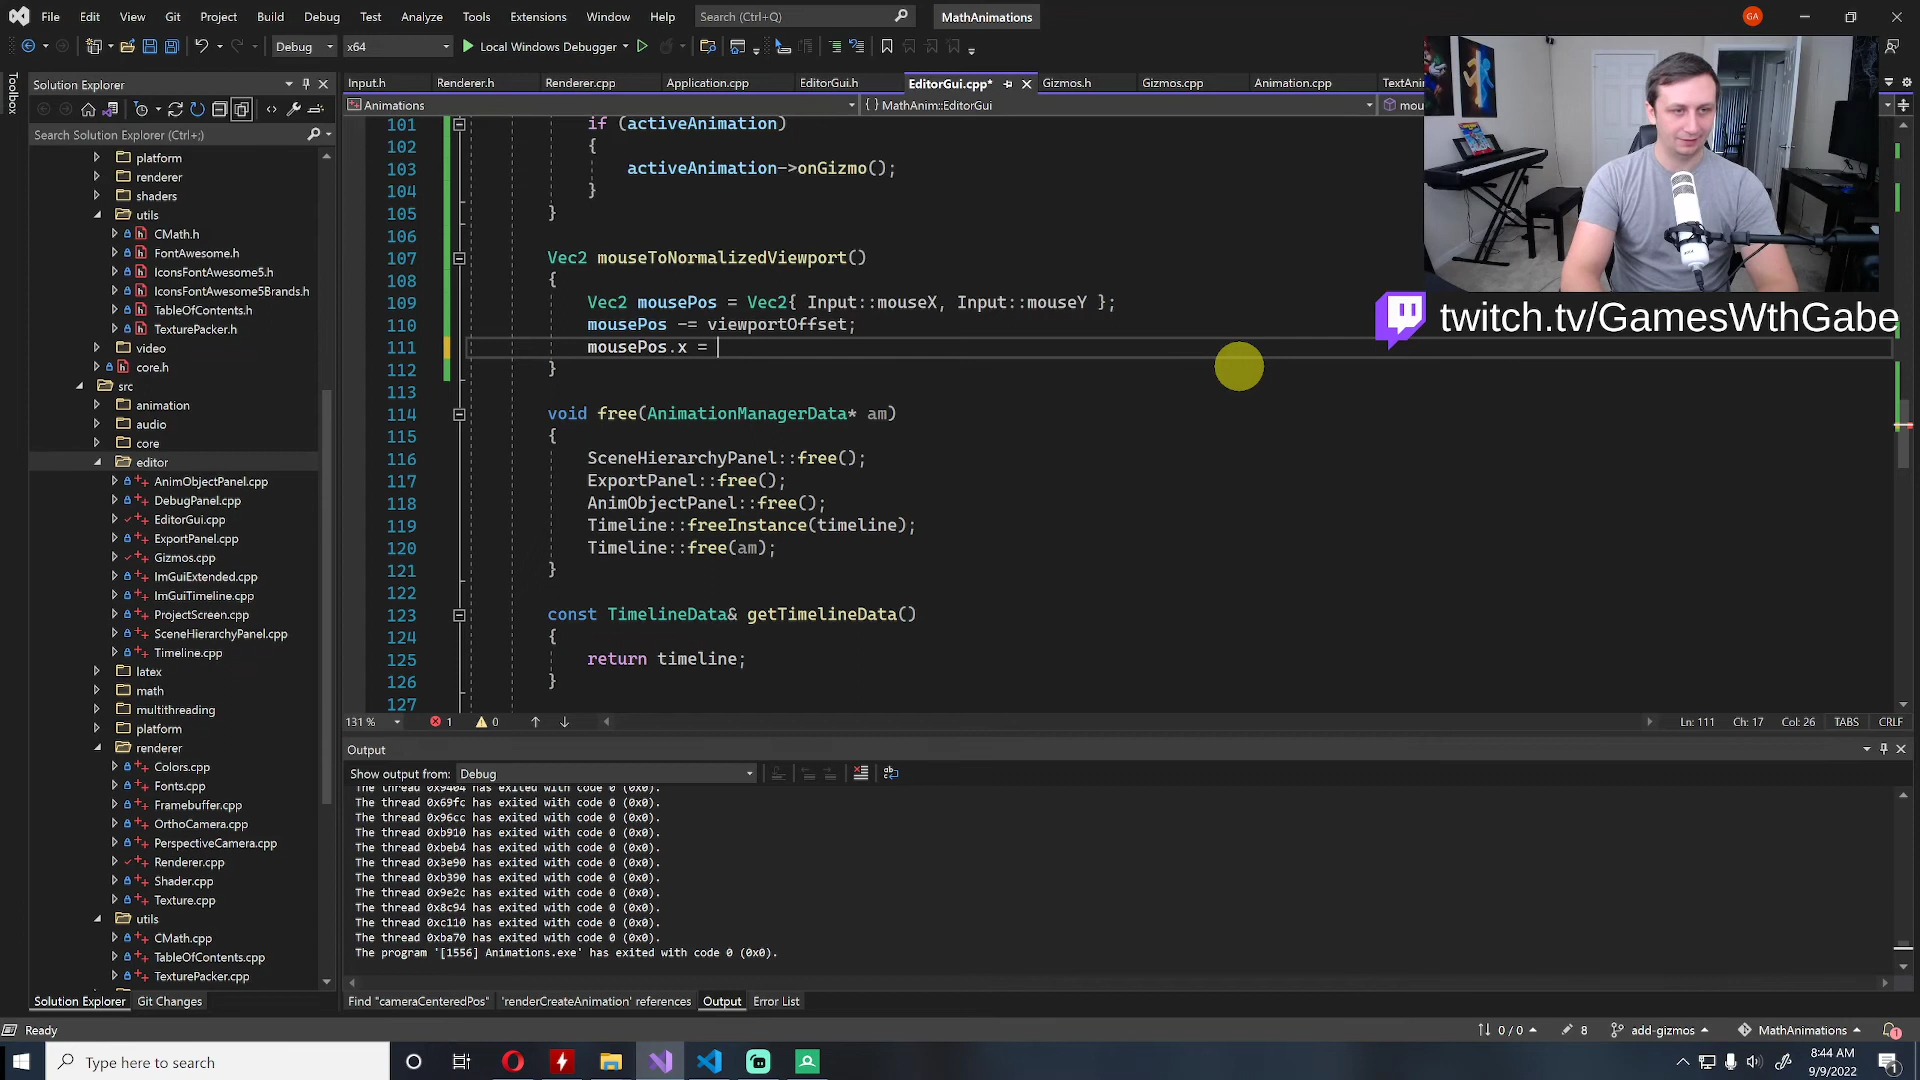 File Edit View Git Project Build Debug Test Analyze Tools Extensions Window Help Search (Ctrl+Q) MathAnimations GA
Debug x64 Local Windows Debugger
Toolbox
Solution Explorer
Search Solution Explorer (Ctrl+;)
platform
renderer
shaders
utils
CMath.h
FontAwesome.h
IconsFontAwesome5.h
IconsFontAwesome5Brands.h
TableOfContents.h
TexturePacker.h
video
core.h
src
animation
audio
core
editor
AnimObjectPanel.cpp
DebugPanel.cpp
EditorGui.cpp
ExportPanel.cpp
Gizmos.cpp
ImGuiExtended.cpp
ImGuiTimeline.cpp
ProjectScreen.cpp
SceneHierarchyPanel.cpp
Timeline.cpp
latex
math
multithreading
platform
renderer
Colors.cpp
Fonts.cpp
Framebuffer.cpp
OrthoCamera.cpp
PerspectiveCamera.cpp
Renderer.cpp
Shader.cpp
Texture.cpp
utils
CMath.cpp
TableOfContents.cpp
TexturePacker.cpp
Solution Explorer Git Changes
Input.h Renderer.h Renderer.cpp Application.cpp EditorGui.h EditorGui.cpp* Gizmos.h Gizmos.cpp Animation.cpp TextAni
Animations { } MathAnim::EditorGui mou
101 if (activeAnimation)
102 {
103 activeAnimation->onGizmo();
104 }
105 }
106
107 Vec2 mouseToNormalizedViewport()
108 {
109 Vec2 mousePos = Vec2{ Input::mouseX, Input::mouseY };
110 mousePos -= viewportOffset;
111 mousePos.x =
112 }
113
114 void free(AnimationManagerData* am)
115 {
116 SceneHierarchyPanel::free();
117 ExportPanel::free();
118 AnimObjectPanel::free();
119 Timeline::freeInstance(timeline);
120 Timeline::free(am);
121 }
122
123 const TimelineData& getTimelineData()
124 {
125 return timeline;
126 }
127
twitch.tv/GamesWthGabe
131 % 1 0 Ln: 111 Ch: 17 Col: 26 TABS CRLF
Output
Show output from: Debug
The thread 0x9404 has exited with code 0 (0x0).
The thread 0x69fc has exited with code 0 (0x0).
The thread 0x96cc has exited with code 0 (0x0).
The thread 0xb910 has exited with code 0 (0x0).
The thread 0xbeb4 has exited with code 0 (0x0).
The thread 0x3e90 has exited with code 0 (0x0).
The thread 0xb390 has exited with code 0 (0x0).
The thread 0x9e2c has exited with code 0 (0x0).
The thread 0x8c94 has exited with code 0 (0x0).
The thread 0xc110 has exited with code 0 (0x0).
The thread 0xba70 has exited with code 0 (0x0).
The program '[1556] Animations.exe' has exited with code 0 (0x0).
Find "cameraCenteredPos" 'renderCreateAnimation' references Output Error List
Ready 0 / 0 8 add-gizmos MathAnimations 1
Type here to search
8:44 AM
9/9/2022
1